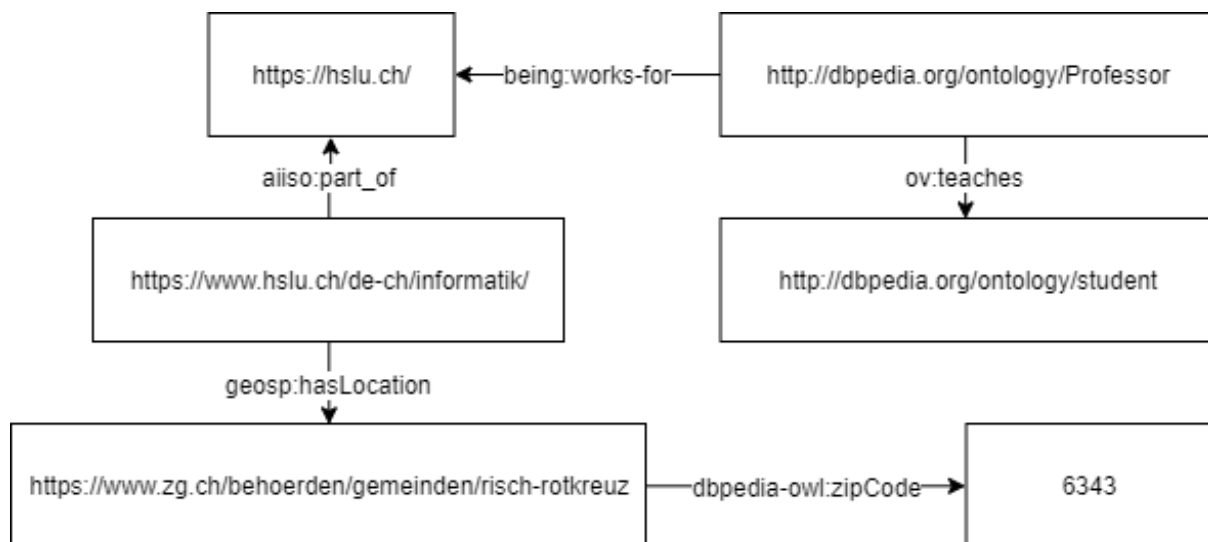 https://hslu.ch/
being:works-for
http://dbpedia.org/ontology/Professor
aiiso:part_of
ov:teaches
https://www.hslu.ch/de-ch/informatik/
http://dbpedia.org/ontology/student
geosp:hasLocation
https://www.zg.ch/behoerden/gemeinden/risch-rotkreuz
dbpedia-owl:zipCode
6343